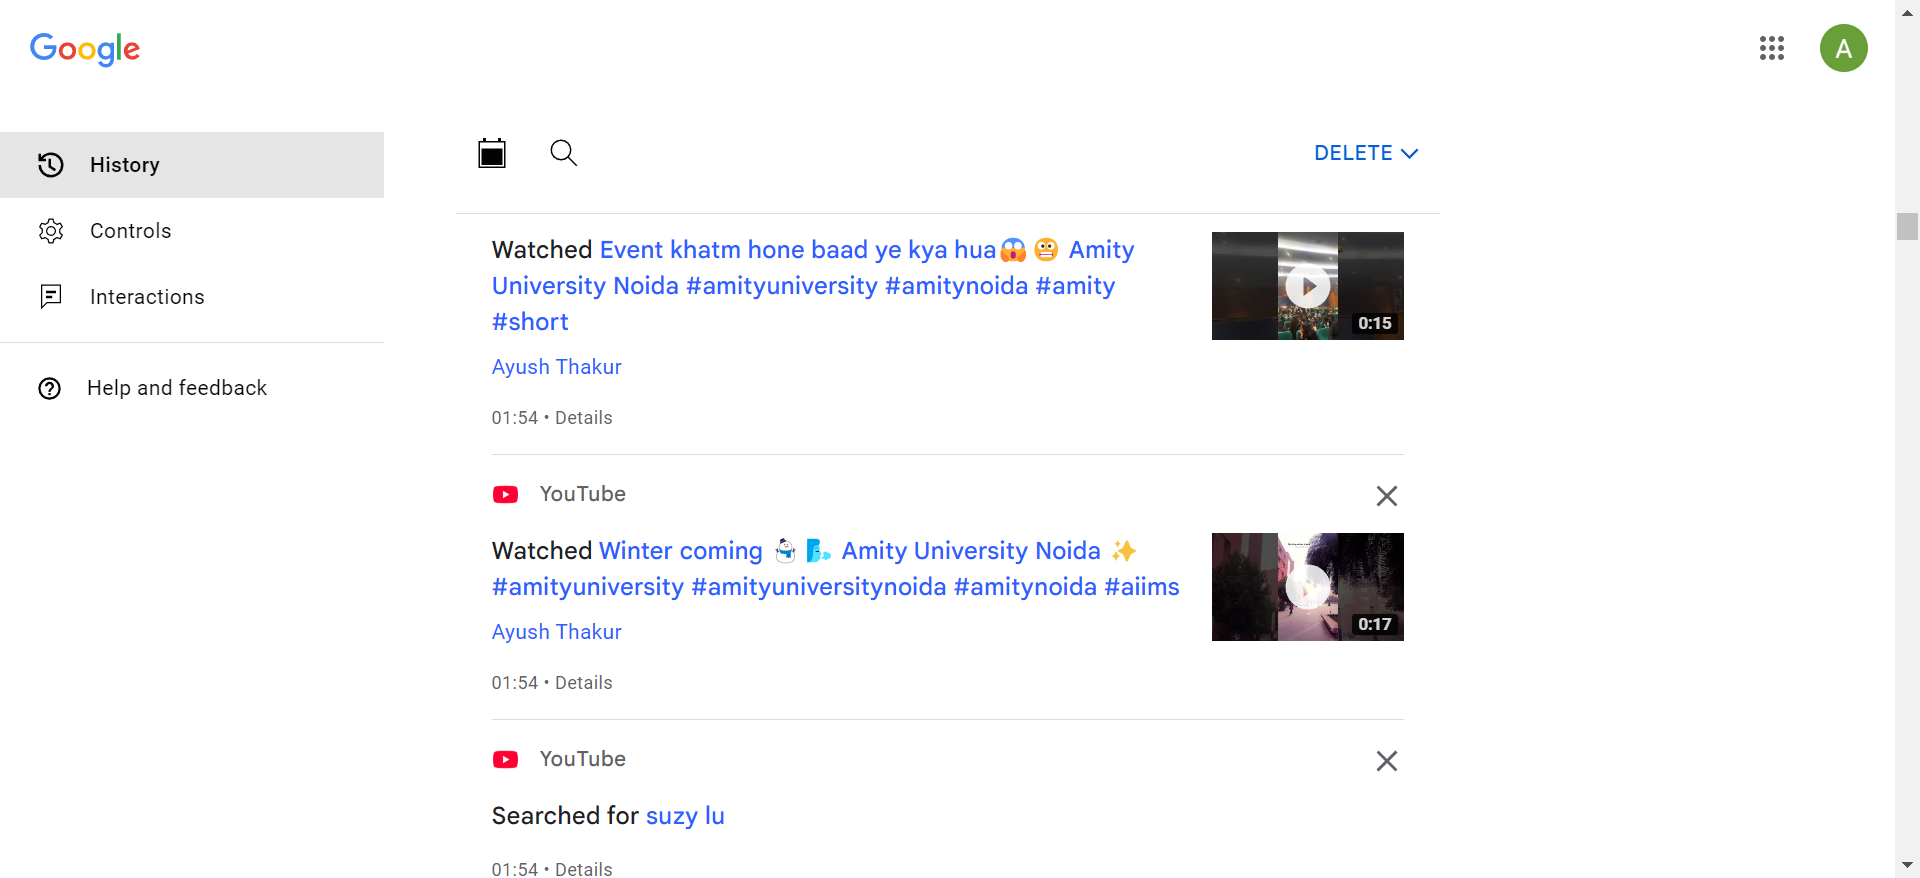 Google
A
History
Controls
Interactions
Help and feedback
DELETE
Watched Event khatm hone baad ye kya hua😱 😬 Amity
University Noida #amityuniversity #amitynoida #amity
#short
Ayush Thakur
01:54 • Details
0:15
YouTube
Watched Winter coming ☃️ 🌬️ Amity University Noida ✨
#amityuniversity #amityuniversitynoida #amitynoida #aiims
Ayush Thakur
01:54 • Details
0:17
YouTube
Searched for suzy lu
01:54 • Details